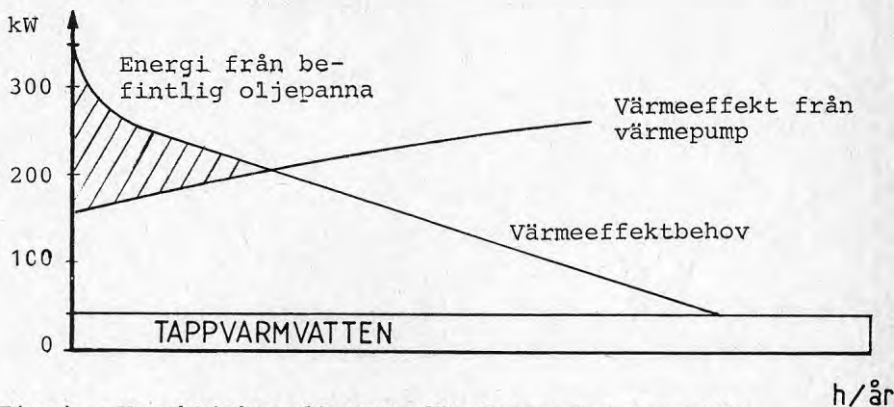 kW
Energi från be-
fintlig oljepanna
300
Värmeeffekt från
värmepump
200
Värmeeffektbehov
100
TAPPVARMVATTEN
0
h/år